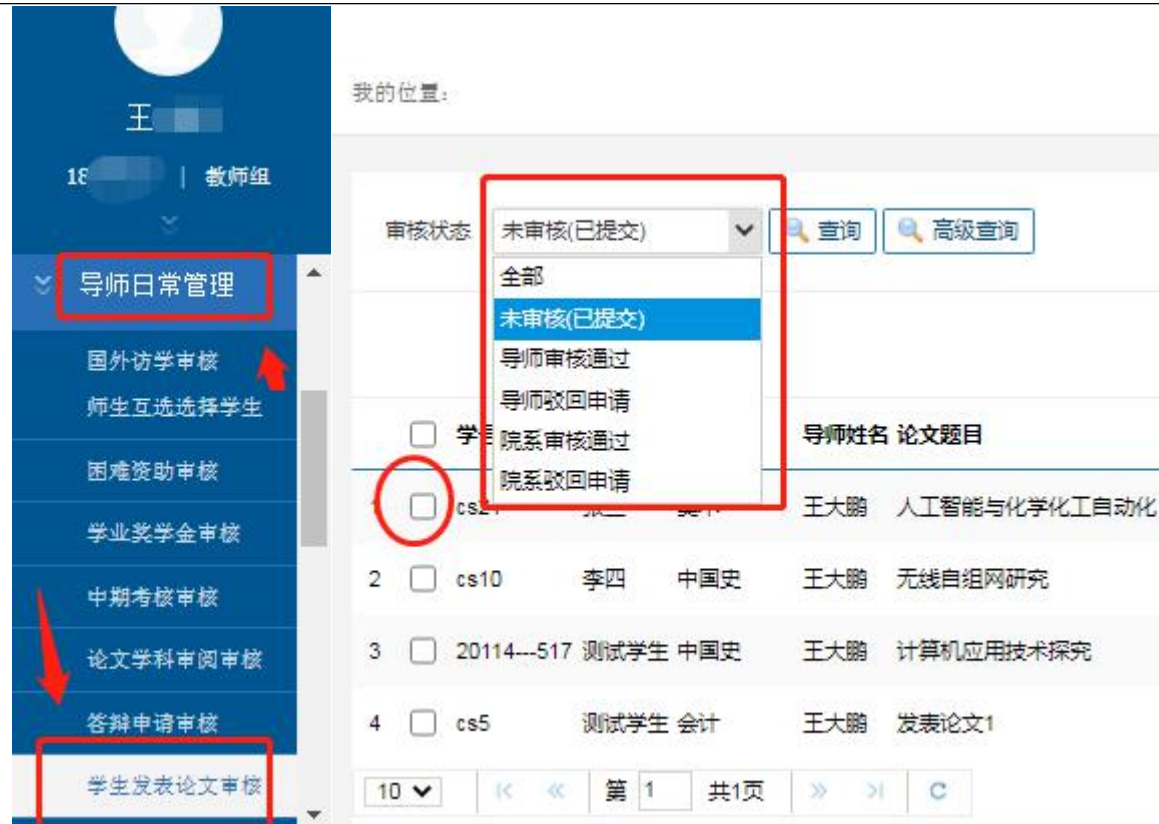 王
18 | 教师组
导师日常管理
国外访学审核
师生互选选择学生
困难资助审核
学业奖学金审核
中期考核审核
论文学科审阅审核
答辩申请审核
学生发表论文审核
我的位置:
审核状态 未审核(已提交) 查询 高级查询
全部
未审核(已提交)
导师审核通过
导师驳回申请
院系审核通过
院系驳回申请
导师姓名 论文题目
王大鹏 人工智能与化学化工自动化
2 cs10 李四 中国史 王大鹏 无线自组网研究
3 20114---517 测试学生 中国史 王大鹏 计算机应用技术探究
4 cs5 测试学生 会计 王大鹏 发表论文1
10 第 1 共1页